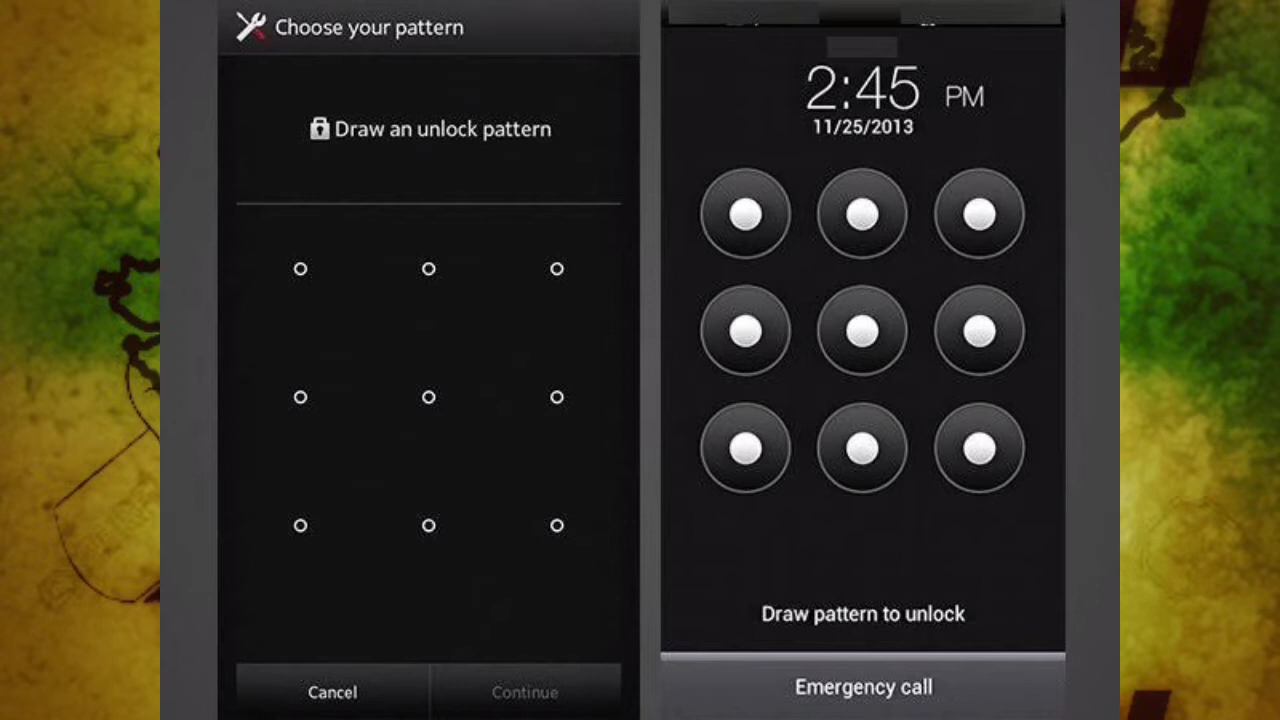 Choose your pattern
Draw an unlock pattern
Cancel
Continue
2:45 PM
11/25/2013
Draw pattern to unlock
Emergency call